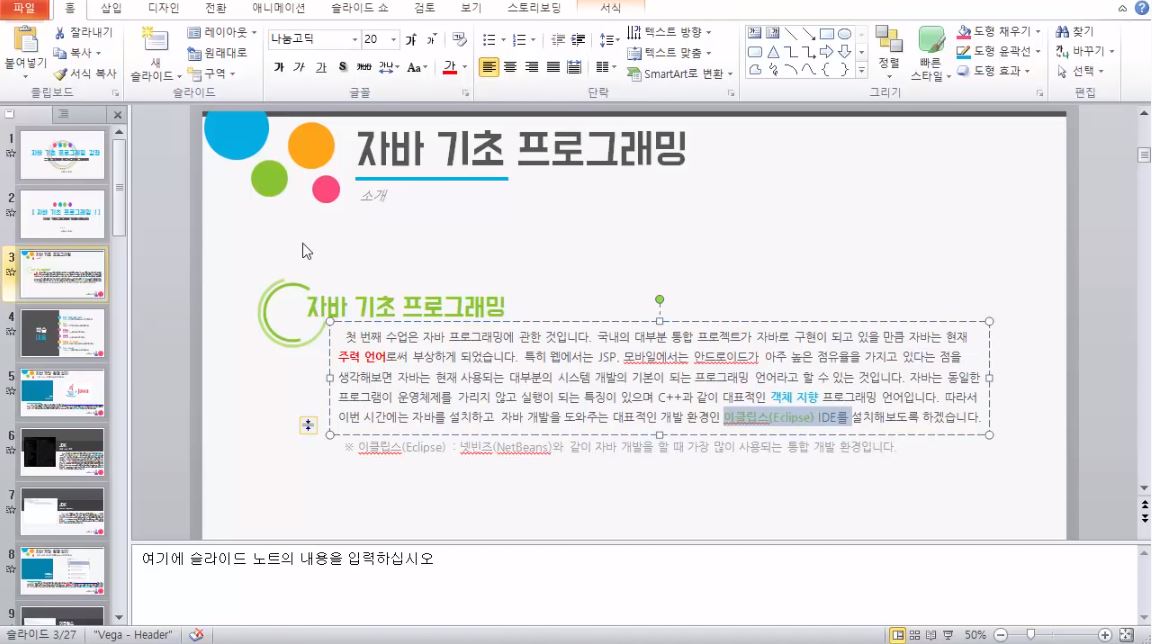 파일 홈 삽입 디자인 전환 애니메이션 슬라이드 쇼 검토 보기 스토리보딩 서식
붙여넣기
잘라내기
복사
서식 복사
클립보드
새 슬라이드
레이아웃
원래대로
구역
슬라이드
나눔고딕 20
가 가 가 S 가나 Aa 가
글꼴
텍스트 방향
텍스트 맞춤
SmartArt로 변환
단락
정렬
빠른 스타일
도형 채우기
도형 윤곽선
도형 효과
그리기
찾기
바꾸기
선택
편집
1
2
3
4
5
6
7
8
9
자바 기초 프로그래밍
소개
자바 기초 프로그래밍
첫 번째 수업은 자바 프로그래밍에 관한 것입니다. 국내의 대부분 통합 프로젝트가 자바로 구현이 되고 있을 만큼 자바는 현재
주력 언어로써 부상하게 되었습니다. 특히 웹에서는 JSP, 모바일에서는 안드로이드가 아주 높은 점유율을 가지고 있다는 점을
생각해보면 자바는 현재 사용되는 대부분의 시스템 개발의 기본이 되는 프로그래밍 언어라고 할 수 있는 것입니다. 자바는 동일한
프로그램이 운영체제를 가리지 않고 실행이 되는 특징이 있으며 C++과 같이 대표적인 객체 지향 프로그래밍 언어입니다. 따라서
이번 시간에는 자바를 설치하고 자바 개발을 도와주는 대표적인 개발 환경인 이클립스(Eclipse) IDE를 설치해보도록 하겠습니다.
※ 이클립스(Eclipse) : 넷빈즈(NetBeans)와 같이 자바 개발을 할 때 가장 많이 사용되는 통합 개발 환경입니다.
여기에 슬라이드 노트의 내용을 입력하십시오
슬라이드 3/27 "Vega - Header" 50%